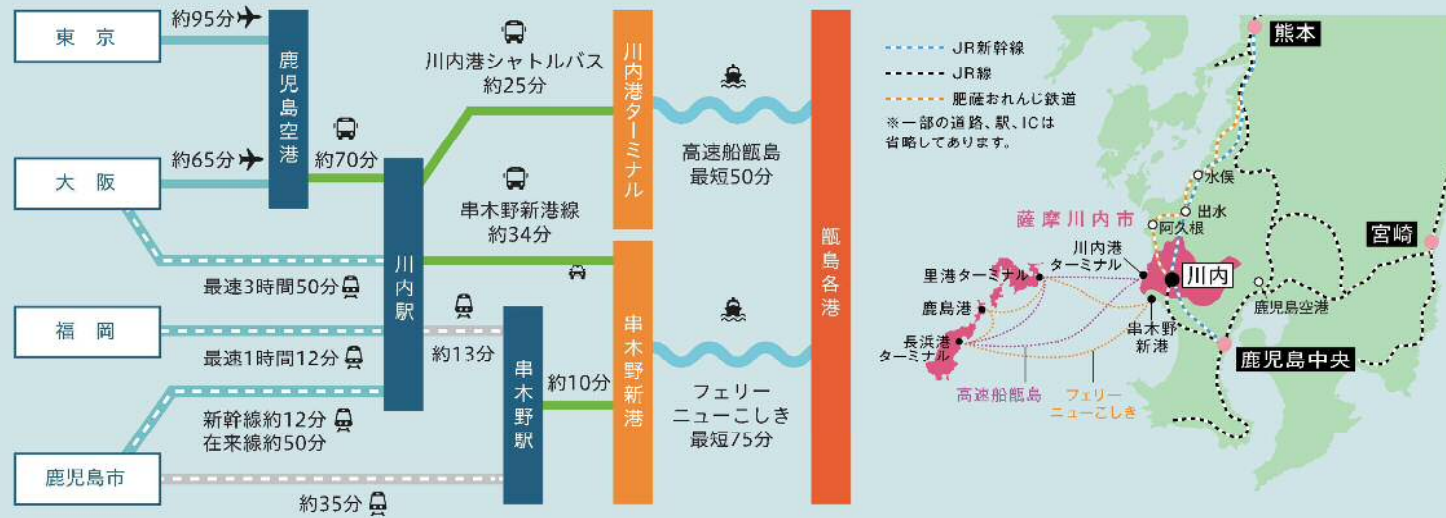 東京
約95分
大阪
約65分
最速3時間50分
福岡
最速1時間12分
新幹線約12分
在来線約50分
鹿児島市
約35分
鹿児島空港
約70分
川内駅
川内港シャトルバス
約25分
串木野新港線
約34分
約13分
串木野駅
約10分
川内港ターミナル
串木野新港
高速船甑島
最短50分
フェリー
ニューこしき
最短75分
甑島各港
JR新幹線
JR線
肥薩おれんじ鉄道
※一部の道路、駅、ICは
省略してあります。
熊本
水俣
出水
阿久根
薩摩川内市
宮崎
川内港
ターミナル
川内
里港ターミナル
鹿児島空港
鹿島港
串木野
新港
長浜港
ターミナル
鹿児島中央
高速船甑島
フェリー
ニューこしき